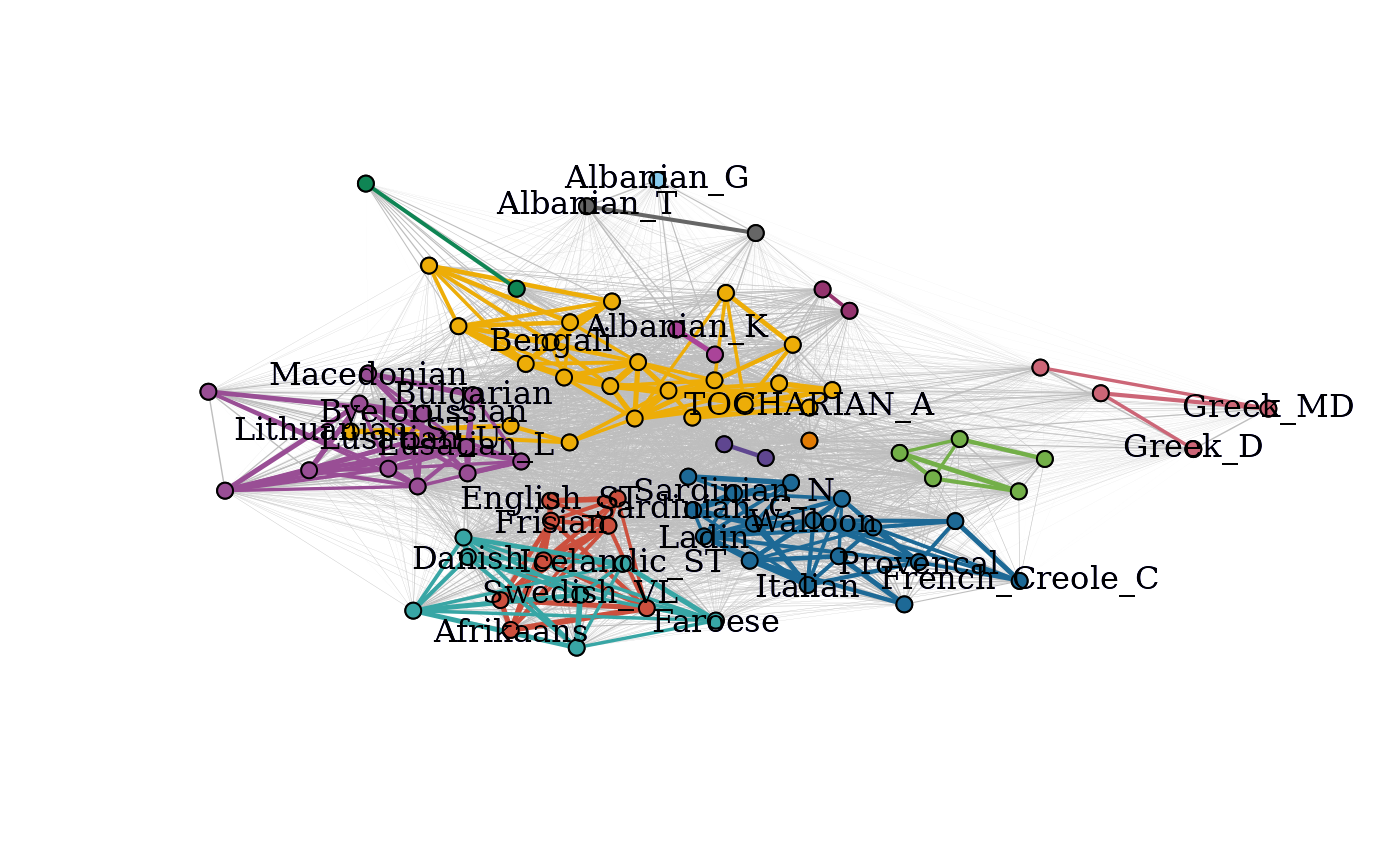 Albanian_G
Albanian_T
Albanian_K
Bengali
Macedonian
Bulgarian
TOCHARIAN_A
Byelorussian
Greek_MD
Lithuanian_ST
Lusatian_U
Lusatian_L
Greek_D
Sardinian_N
English_ST
Sardinian_C
Frisian
Walloon
Ladin
Danish
Icelandic_ST
Provencal
French_Creole_C
Italian
Swedish_VL
Faroese
Afrikaans